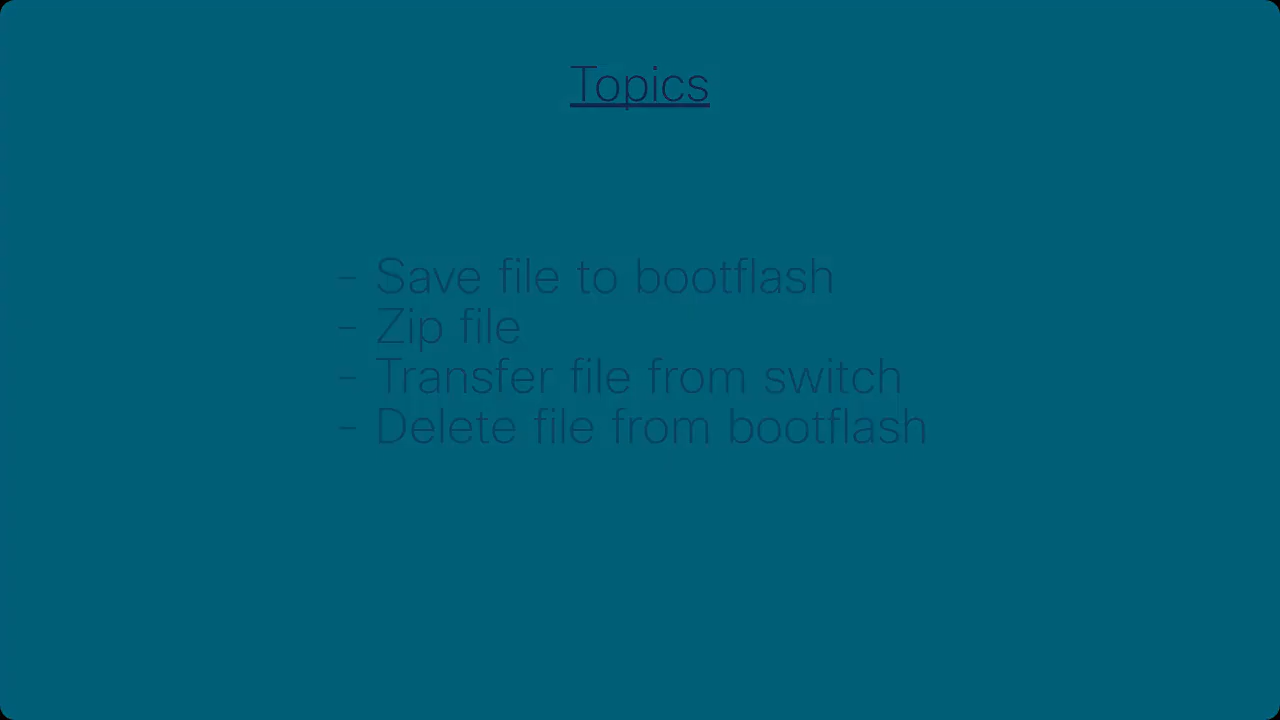 Topics
- Save file to bootflash
- Zip file
- Transfer file from switch
- Delete file from bootflash